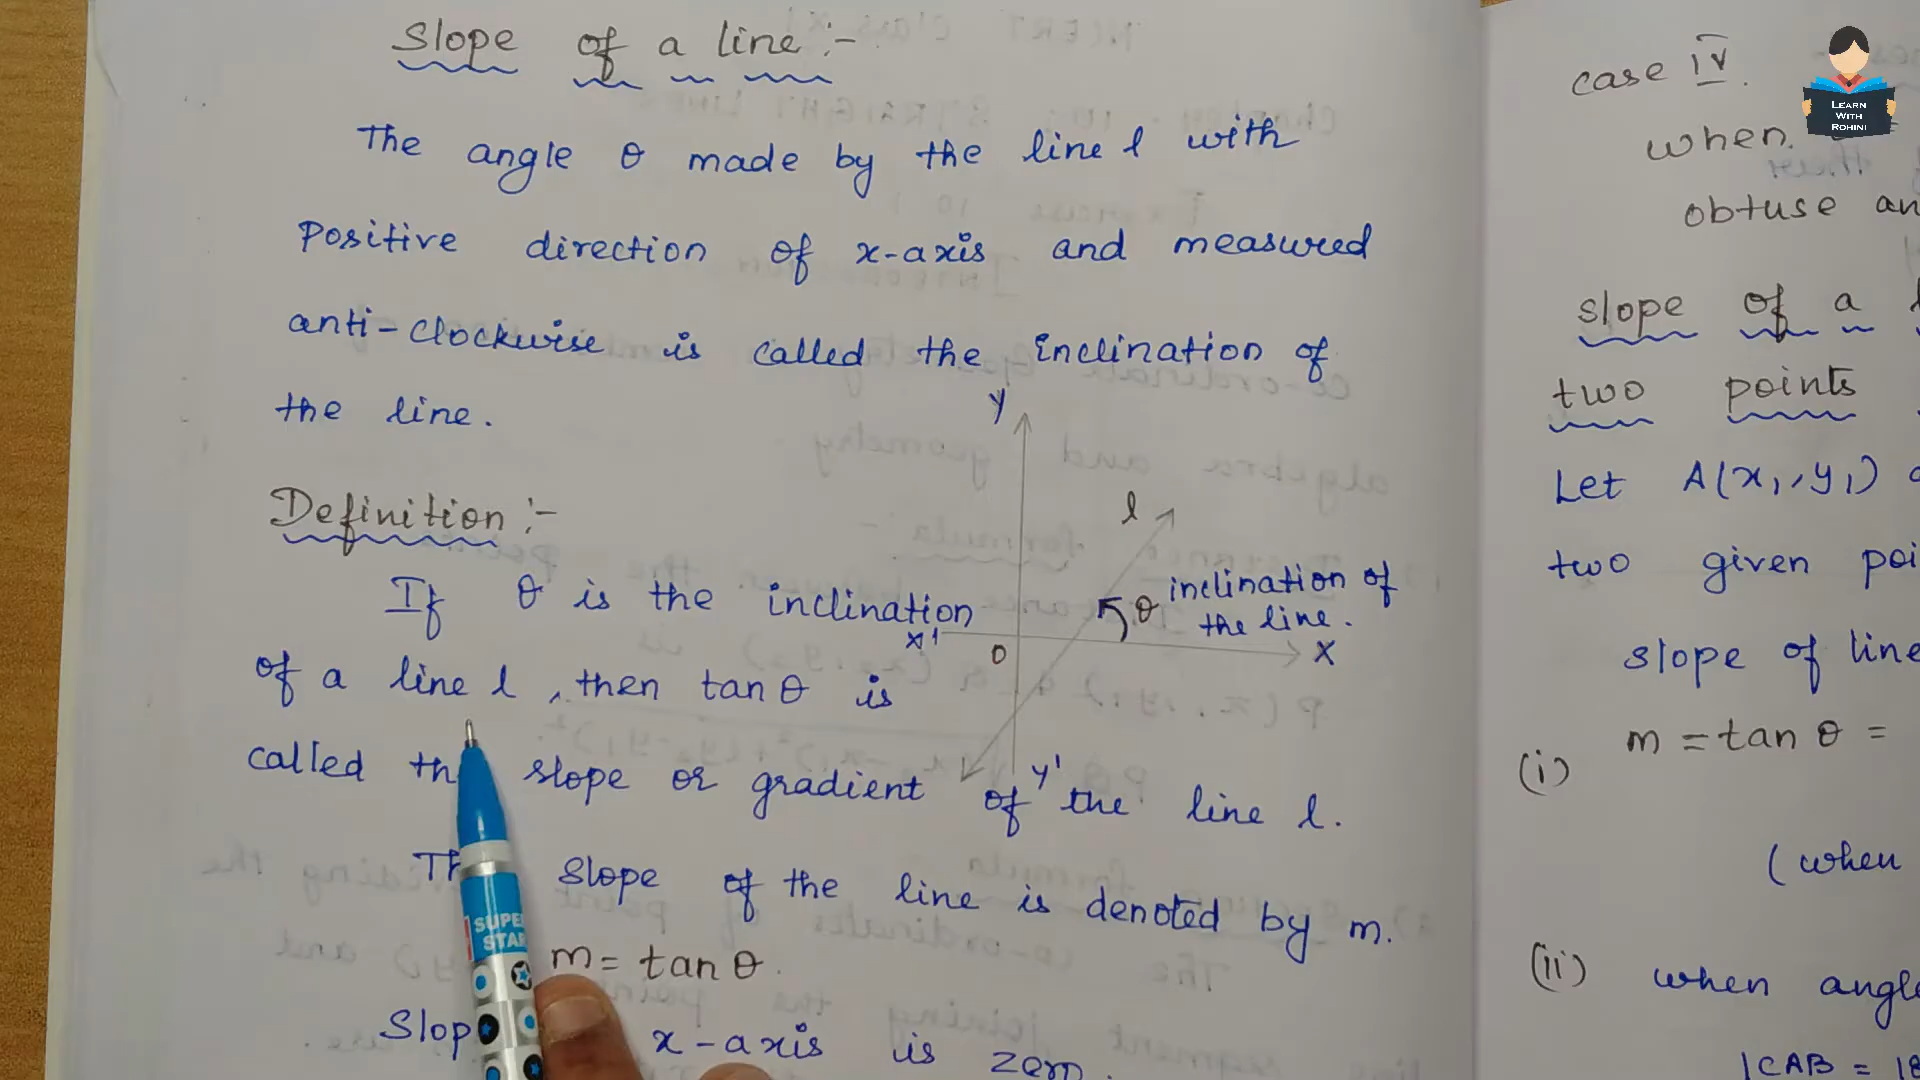 Slope of a line :-
The angle θ made by the line l with
positive direction of x-axis and measured
anti-clockwise is called the inclination of
the line.
Definition :-
If θ is the inclination
of a line l, then tan θ is
called the slope or gradient of the line l.
The slope of the line is denoted by m.
m = tan θ.
Slop x-axis is zero.
Y
l
θ inclination of
the line.
X'
O
X
Y'
case IV.
when
obtuse an
slope of a
two points
Let A(x₁, y₁)
two given poi
slope of line
(i) m = tan θ =
(when
(ii) when angle
∠CAB = 18
LEARN
WITH
ROHINI
SUPER
STAR